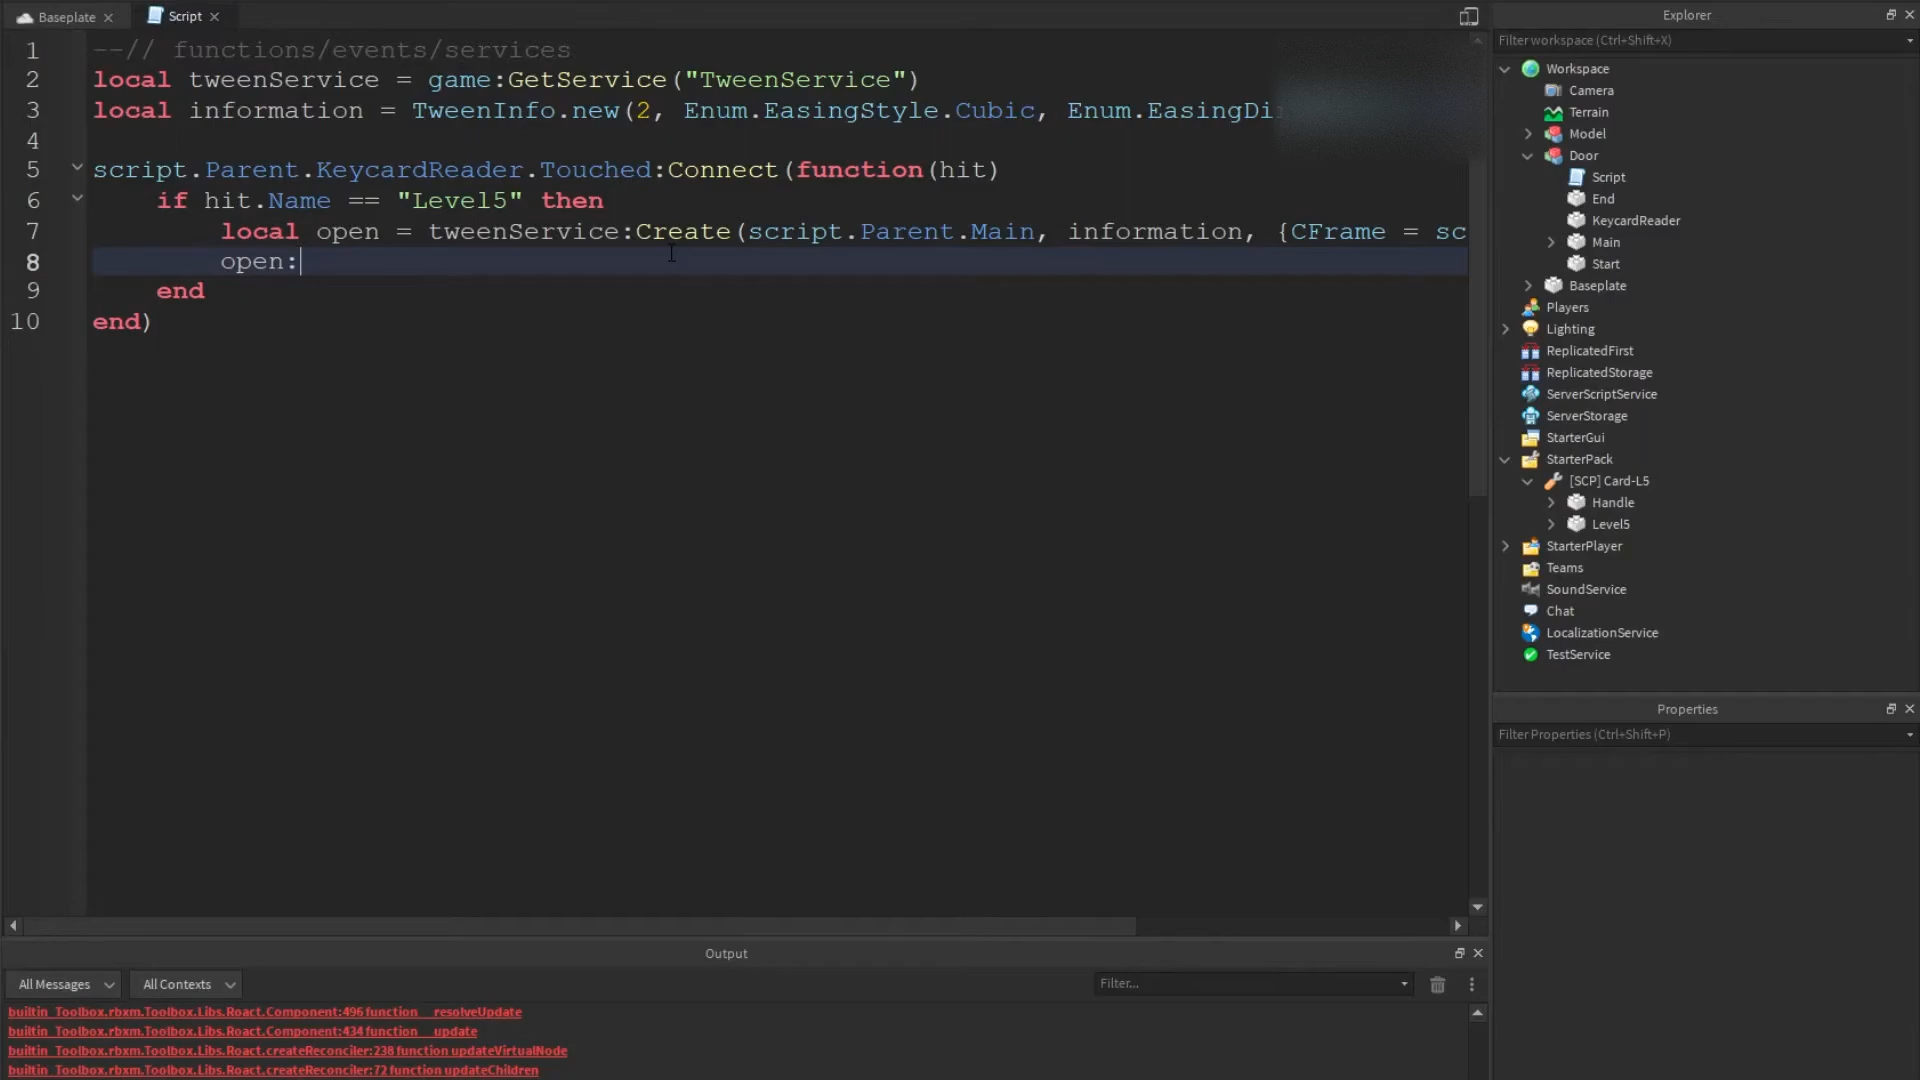 Baseplate
Script
1 --// functions/events/services
2 local tweenService = game:GetService("TweenService")
3 local information = TweenInfo.new(2, Enum.EasingStyle.Cubic, Enum.EasingDi
4
5 script.Parent.KeycardReader.Touched:Connect(function(hit)
6 if hit.Name == "Level5" then
7 local open = tweenService:Create(script.Parent.Main, information, {CFrame = sc
8 open:
9 end
10 end)
Explorer
Filter workspace (Ctrl+Shift+X)
Workspace
Camera
Terrain
Model
Door
Script
End
KeycardReader
Main
Start
Baseplate
Players
Lighting
ReplicatedFirst
ReplicatedStorage
ServerScriptService
ServerStorage
StarterGui
StarterPack
[SCP] Card-L5
Handle
Level5
StarterPlayer
Teams
SoundService
Chat
LocalizationService
TestService
Properties
Filter Properties (Ctrl+Shift+P)
Output
All Messages
All Contexts
Filter...
builtin_Toolbox.rbxm.Toolbox.Libs.Roact.Component:496 function __resolveUpdate
builtin_Toolbox.rbxm.Toolbox.Libs.Roact.Component:434 function __update
builtin_Toolbox.rbxm.Toolbox.Libs.Roact.createReconciler:238 function updateVirtualNode
builtin_Toolbox.rbxm.Toolbox.Libs.Roact.createReconciler:72 function updateChildren